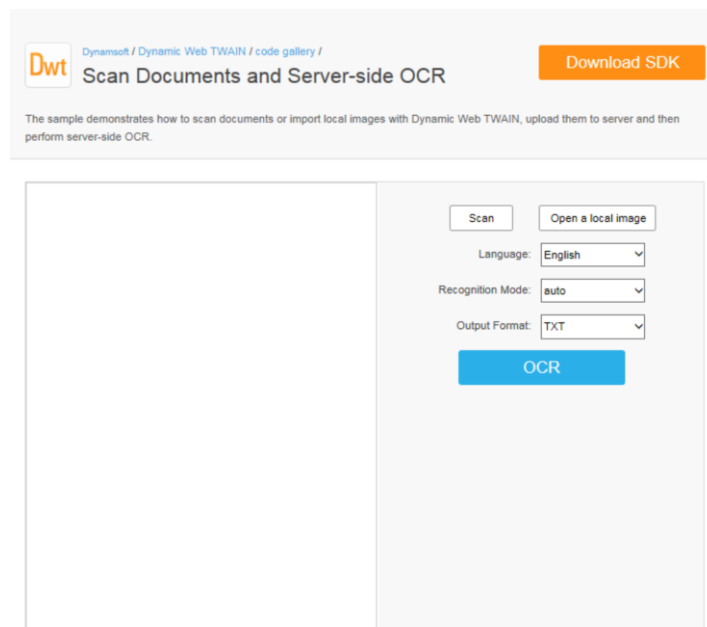 Dwt
Dynamsoft / Dynamic Web TWAIN / code gallery /
Scan Documents and Server-side OCR
Download SDK
The sample demonstrates how to scan documents or import local images with Dynamic Web TWAIN, upload them to server and then
perform server-side OCR.
Scan Open a local image
Language: English
Recognition Mode: auto
Output Format: TXT
OCR